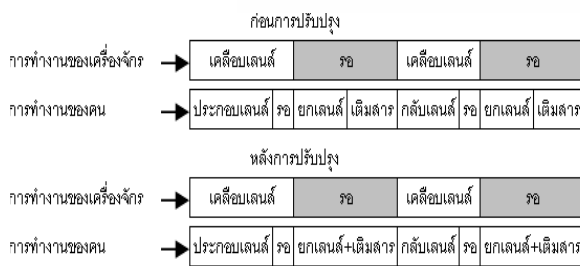 ก่อนการปรับปรุง
การทำงานของเครื่องจักร เคลือบเลนส์ รอ เคลือบเลนส์ รอ
การทำงานของคน ประกอบเลนส์ รอ ยกเลนส์ เติมสาร กลับเลนส์ รอ ยกเลนส์ เติมสาร
หลังการปรับปรุง
การทำงานของเครื่องจักร เคลือบเลนส์ รอ เคลือบเลนส์ รอ
การทำงานของคน ประกอบเลนส์ รอ ยกเลนส์+เติมสาร กลับเลนส์ รอ ยกเลนส์+เติมสาร